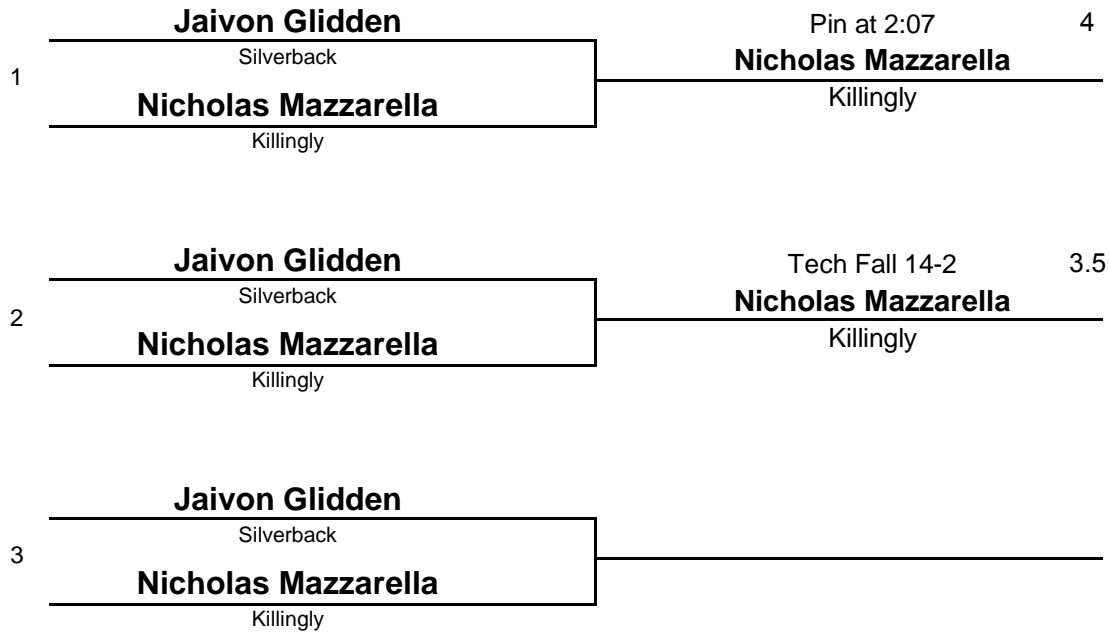 Jaivon Glidden
Pin at 2:07 4
Silverback
Nicholas Mazzarella
1
Nicholas Mazzarella
Killingly
Killingly
Jaivon Glidden
Tech Fall 14-2 3.5
Silverback
Nicholas Mazzarella
2
Nicholas Mazzarella
Killingly
Killingly
Jaivon Glidden
Silverback
3
Nicholas Mazzarella
Killingly